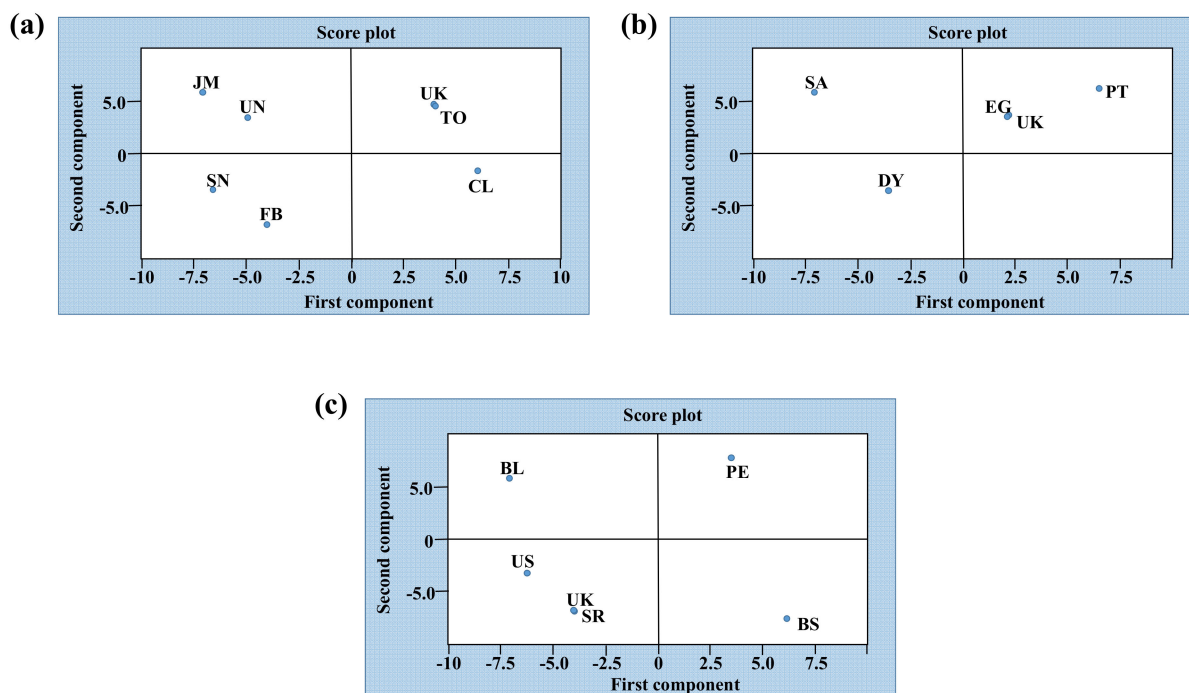 (a)
Score plot
JM
UN
UK
TO
SN
FB
CL
5.0
0
-5.0
Second component
-10 -7.5 -5.0 -2.5 0 2.5 5.0 7.5 10
First component
(b)
Score plot
SA
EG
UK
PT
DY
5.0
0
-5.0
Second component
-10 -7.5 -5.0 -2.5 0 2.5 5.0 7.5
First component
(c)
Score plot
BL
PE
US
UK
SR
BS
5.0
0
-5.0
Second component
-10 -7.5 -5.0 -2.5 0 2.5 5.0 7.5
First component